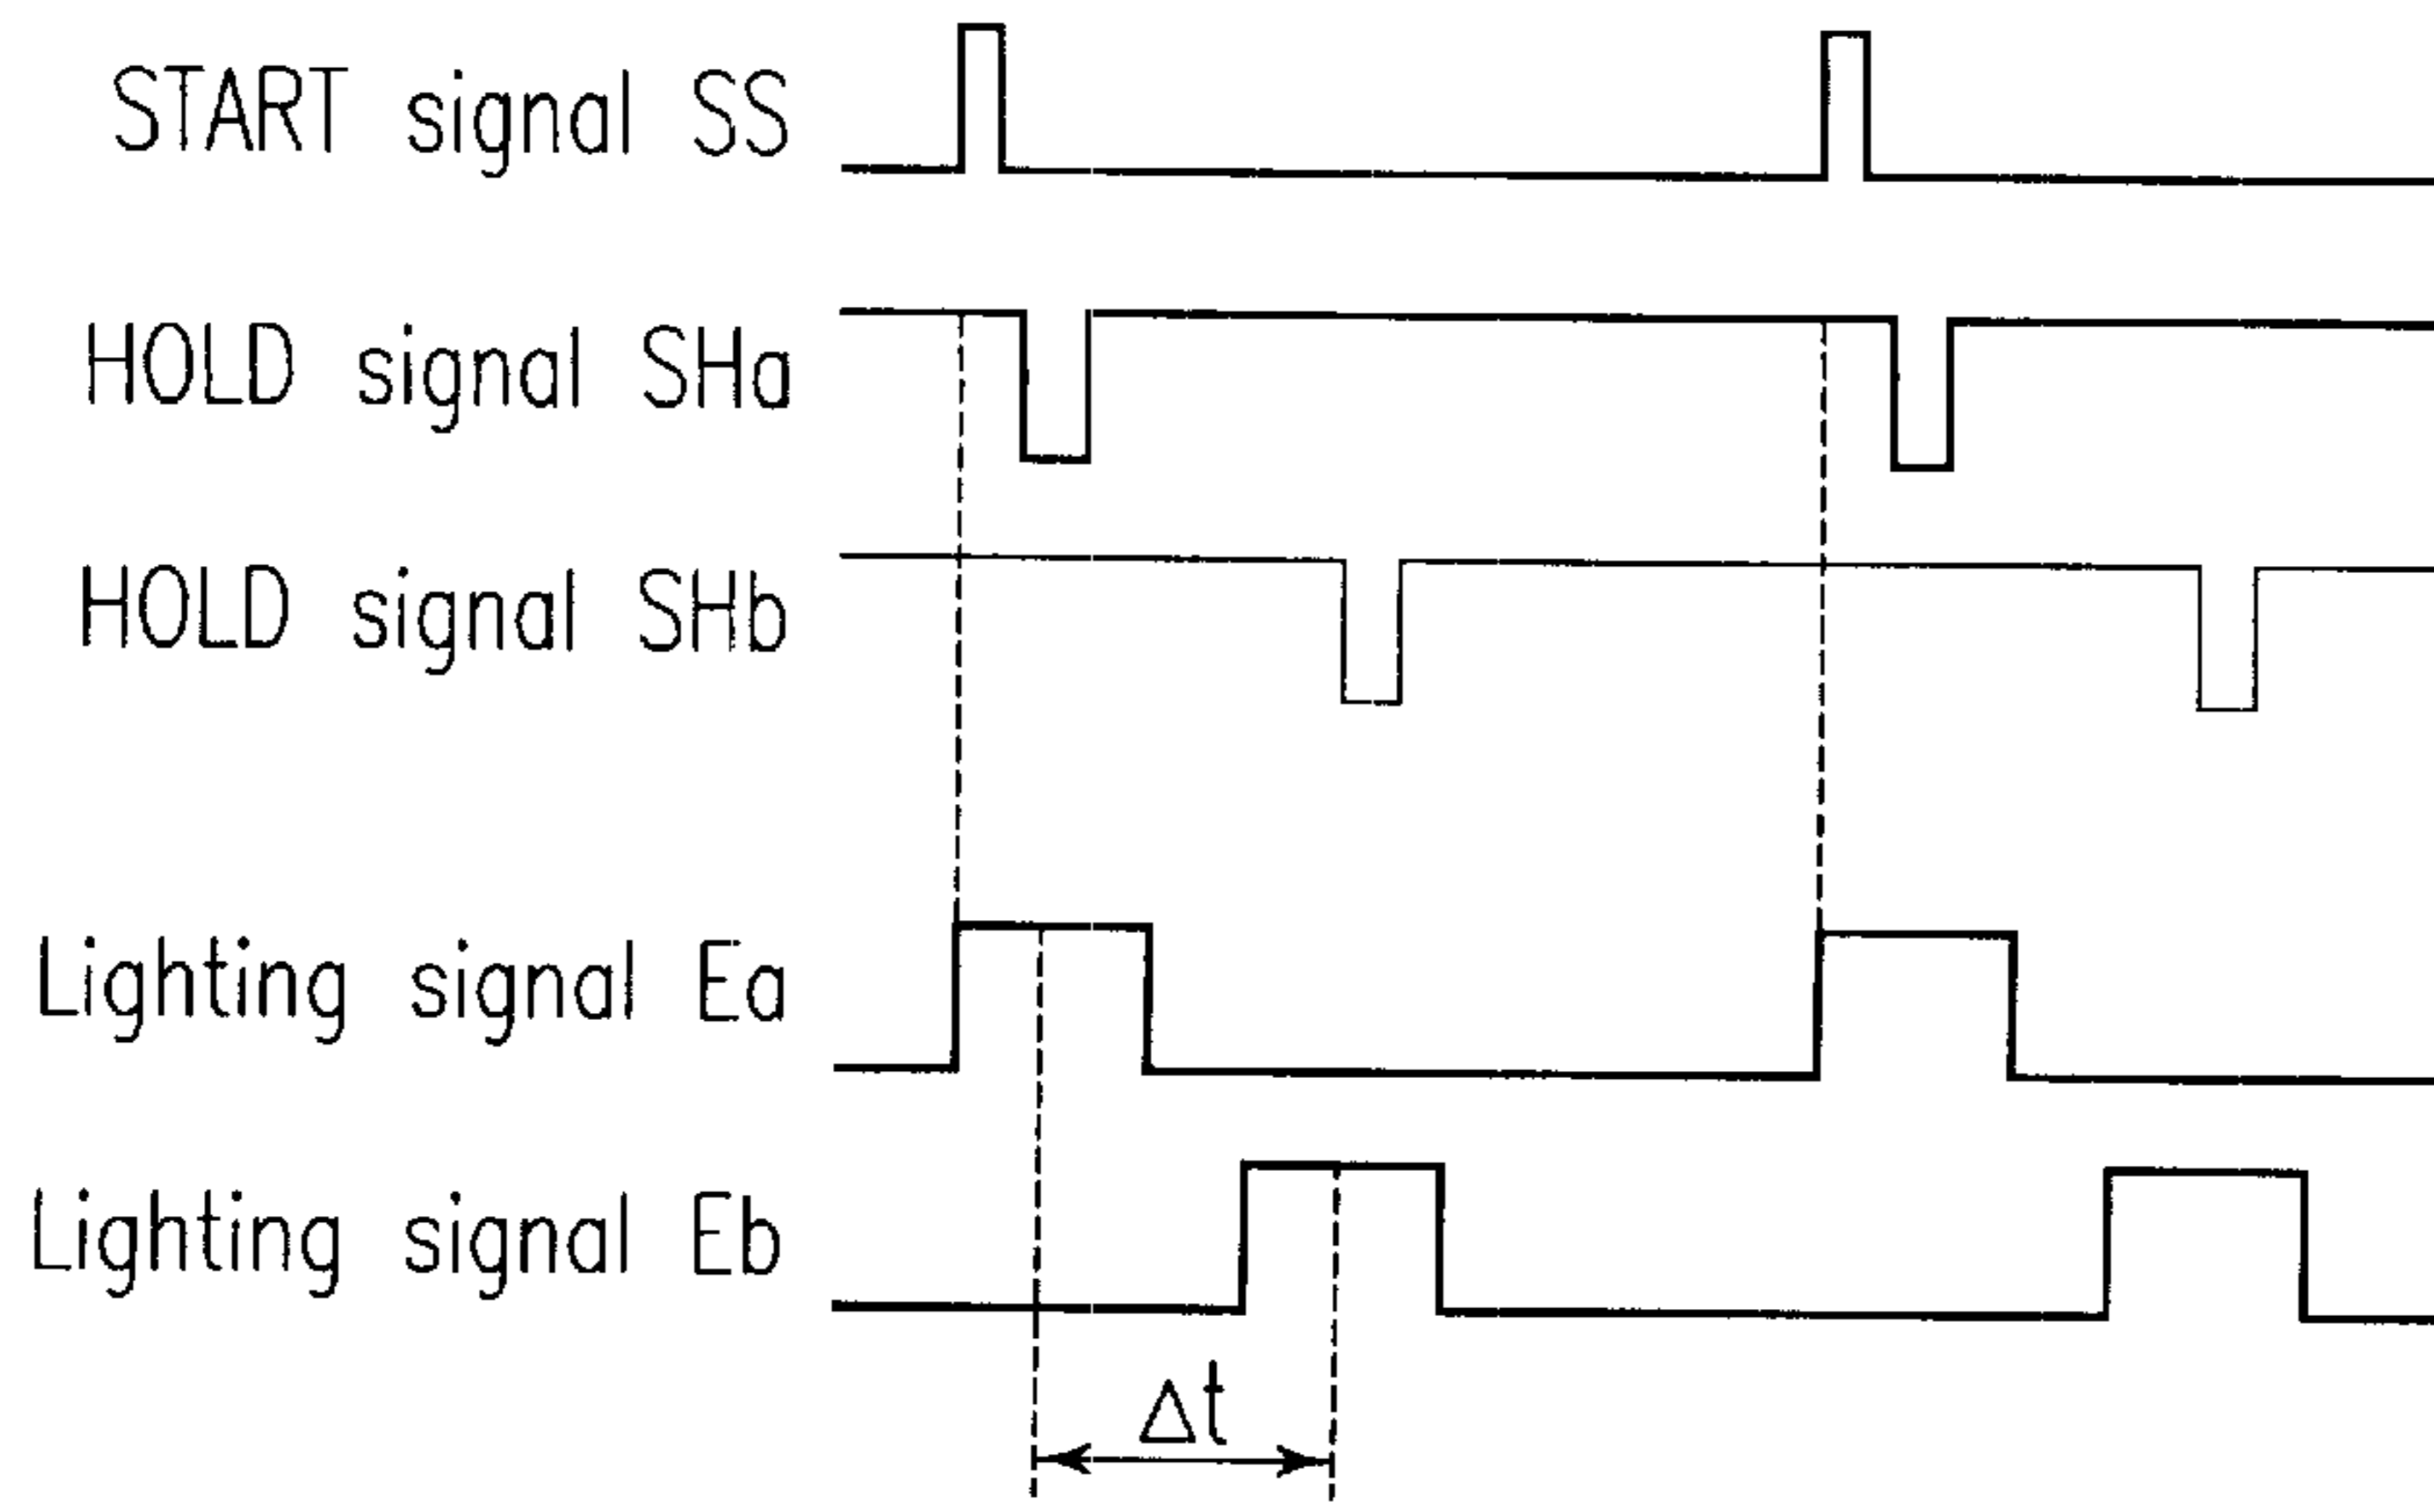 START signal SS
HOLD signal SHa
HOLD signal SHb
Lighting signal Ea
Lighting signal Eb
Δt